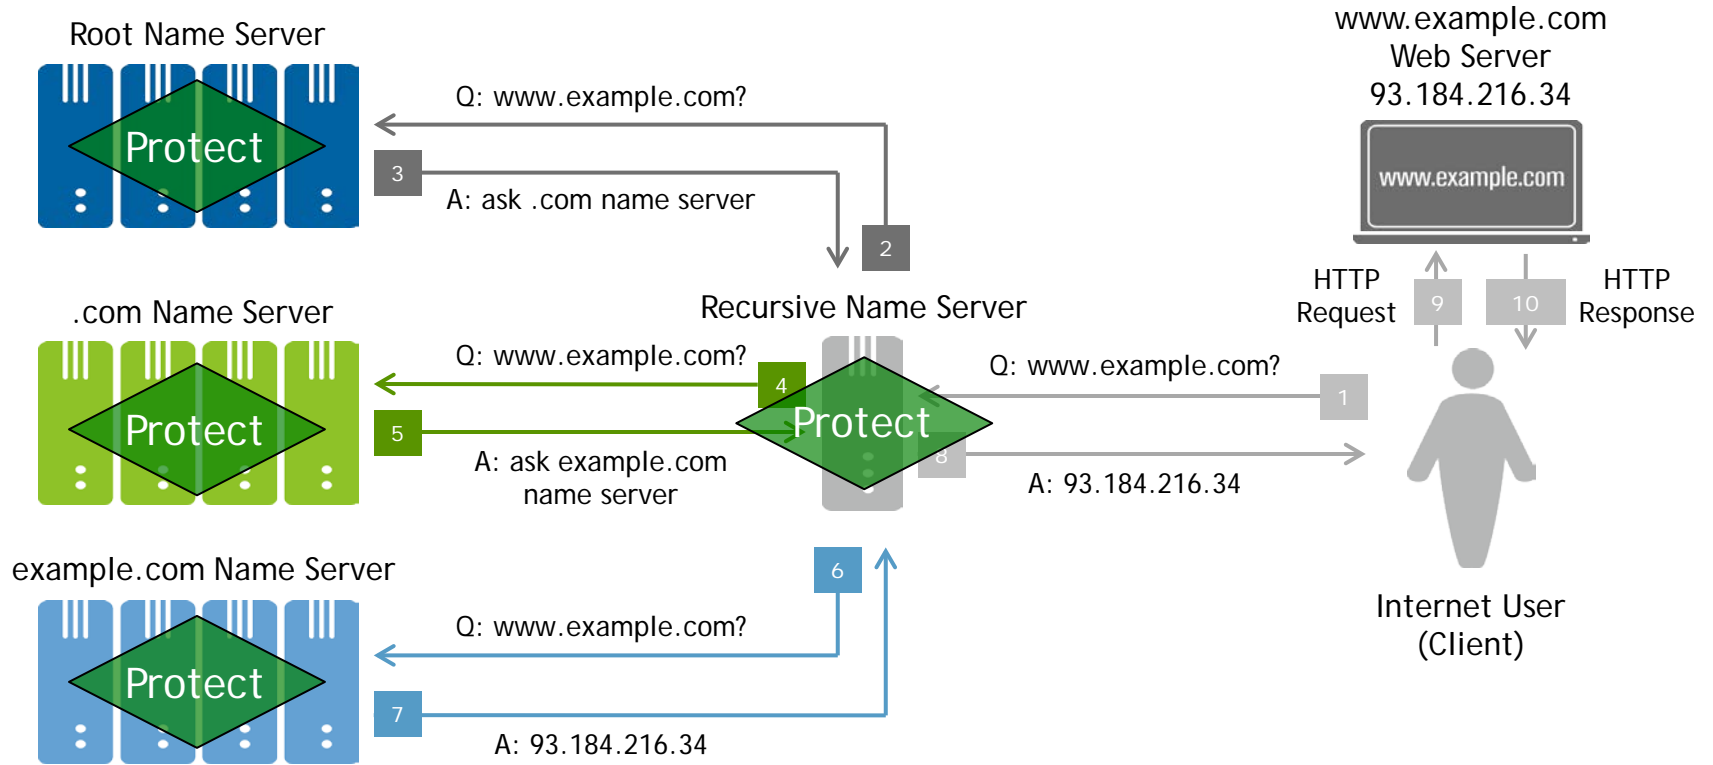 Root Name Server
Protect
Q: www.example.com?
3
A: ask .com name server
2
www.example.com
Web Server
93.184.216.34
www.example.com
HTTP
Request
9
10
HTTP
Response
.com Name Server
Protect
Q: www.example.com?
4
5
A: ask example.com
name server
Recursive Name Server
Protect
Q: www.example.com?
1
8
A: 93.184.216.34
example.com Name Server
Protect
6
Q: www.example.com?
7
A: 93.184.216.34
Internet User
(Client)